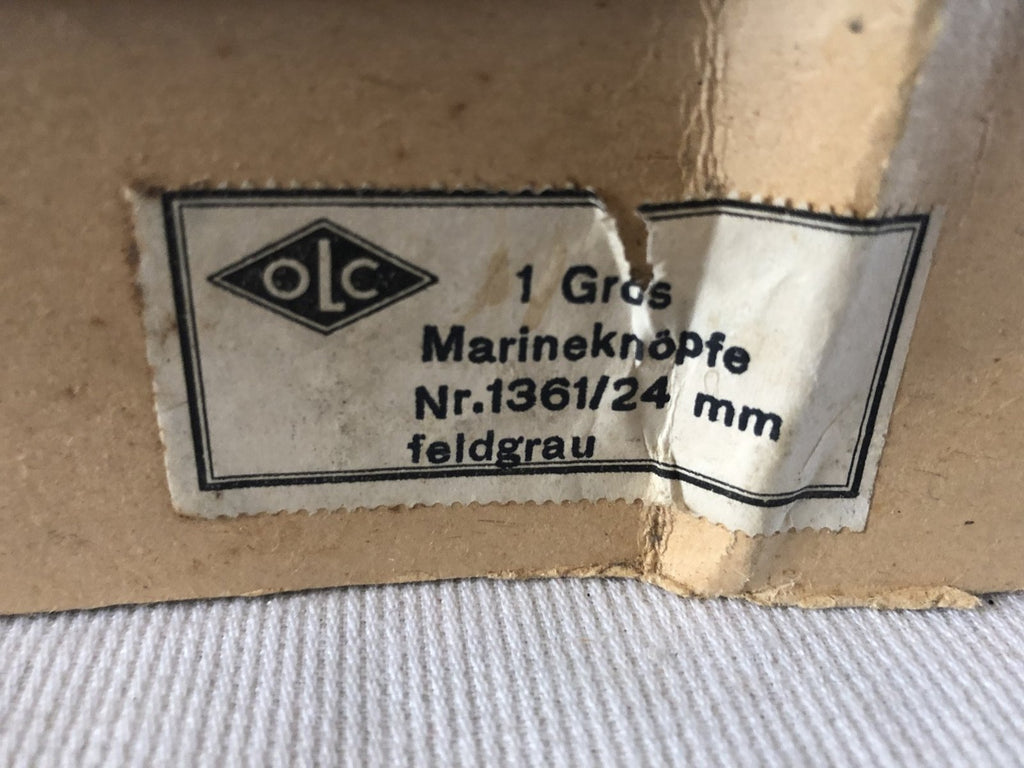 OLC
1 Gros
Marineknöpfe
Nr.1361/24 mm
feldgrau